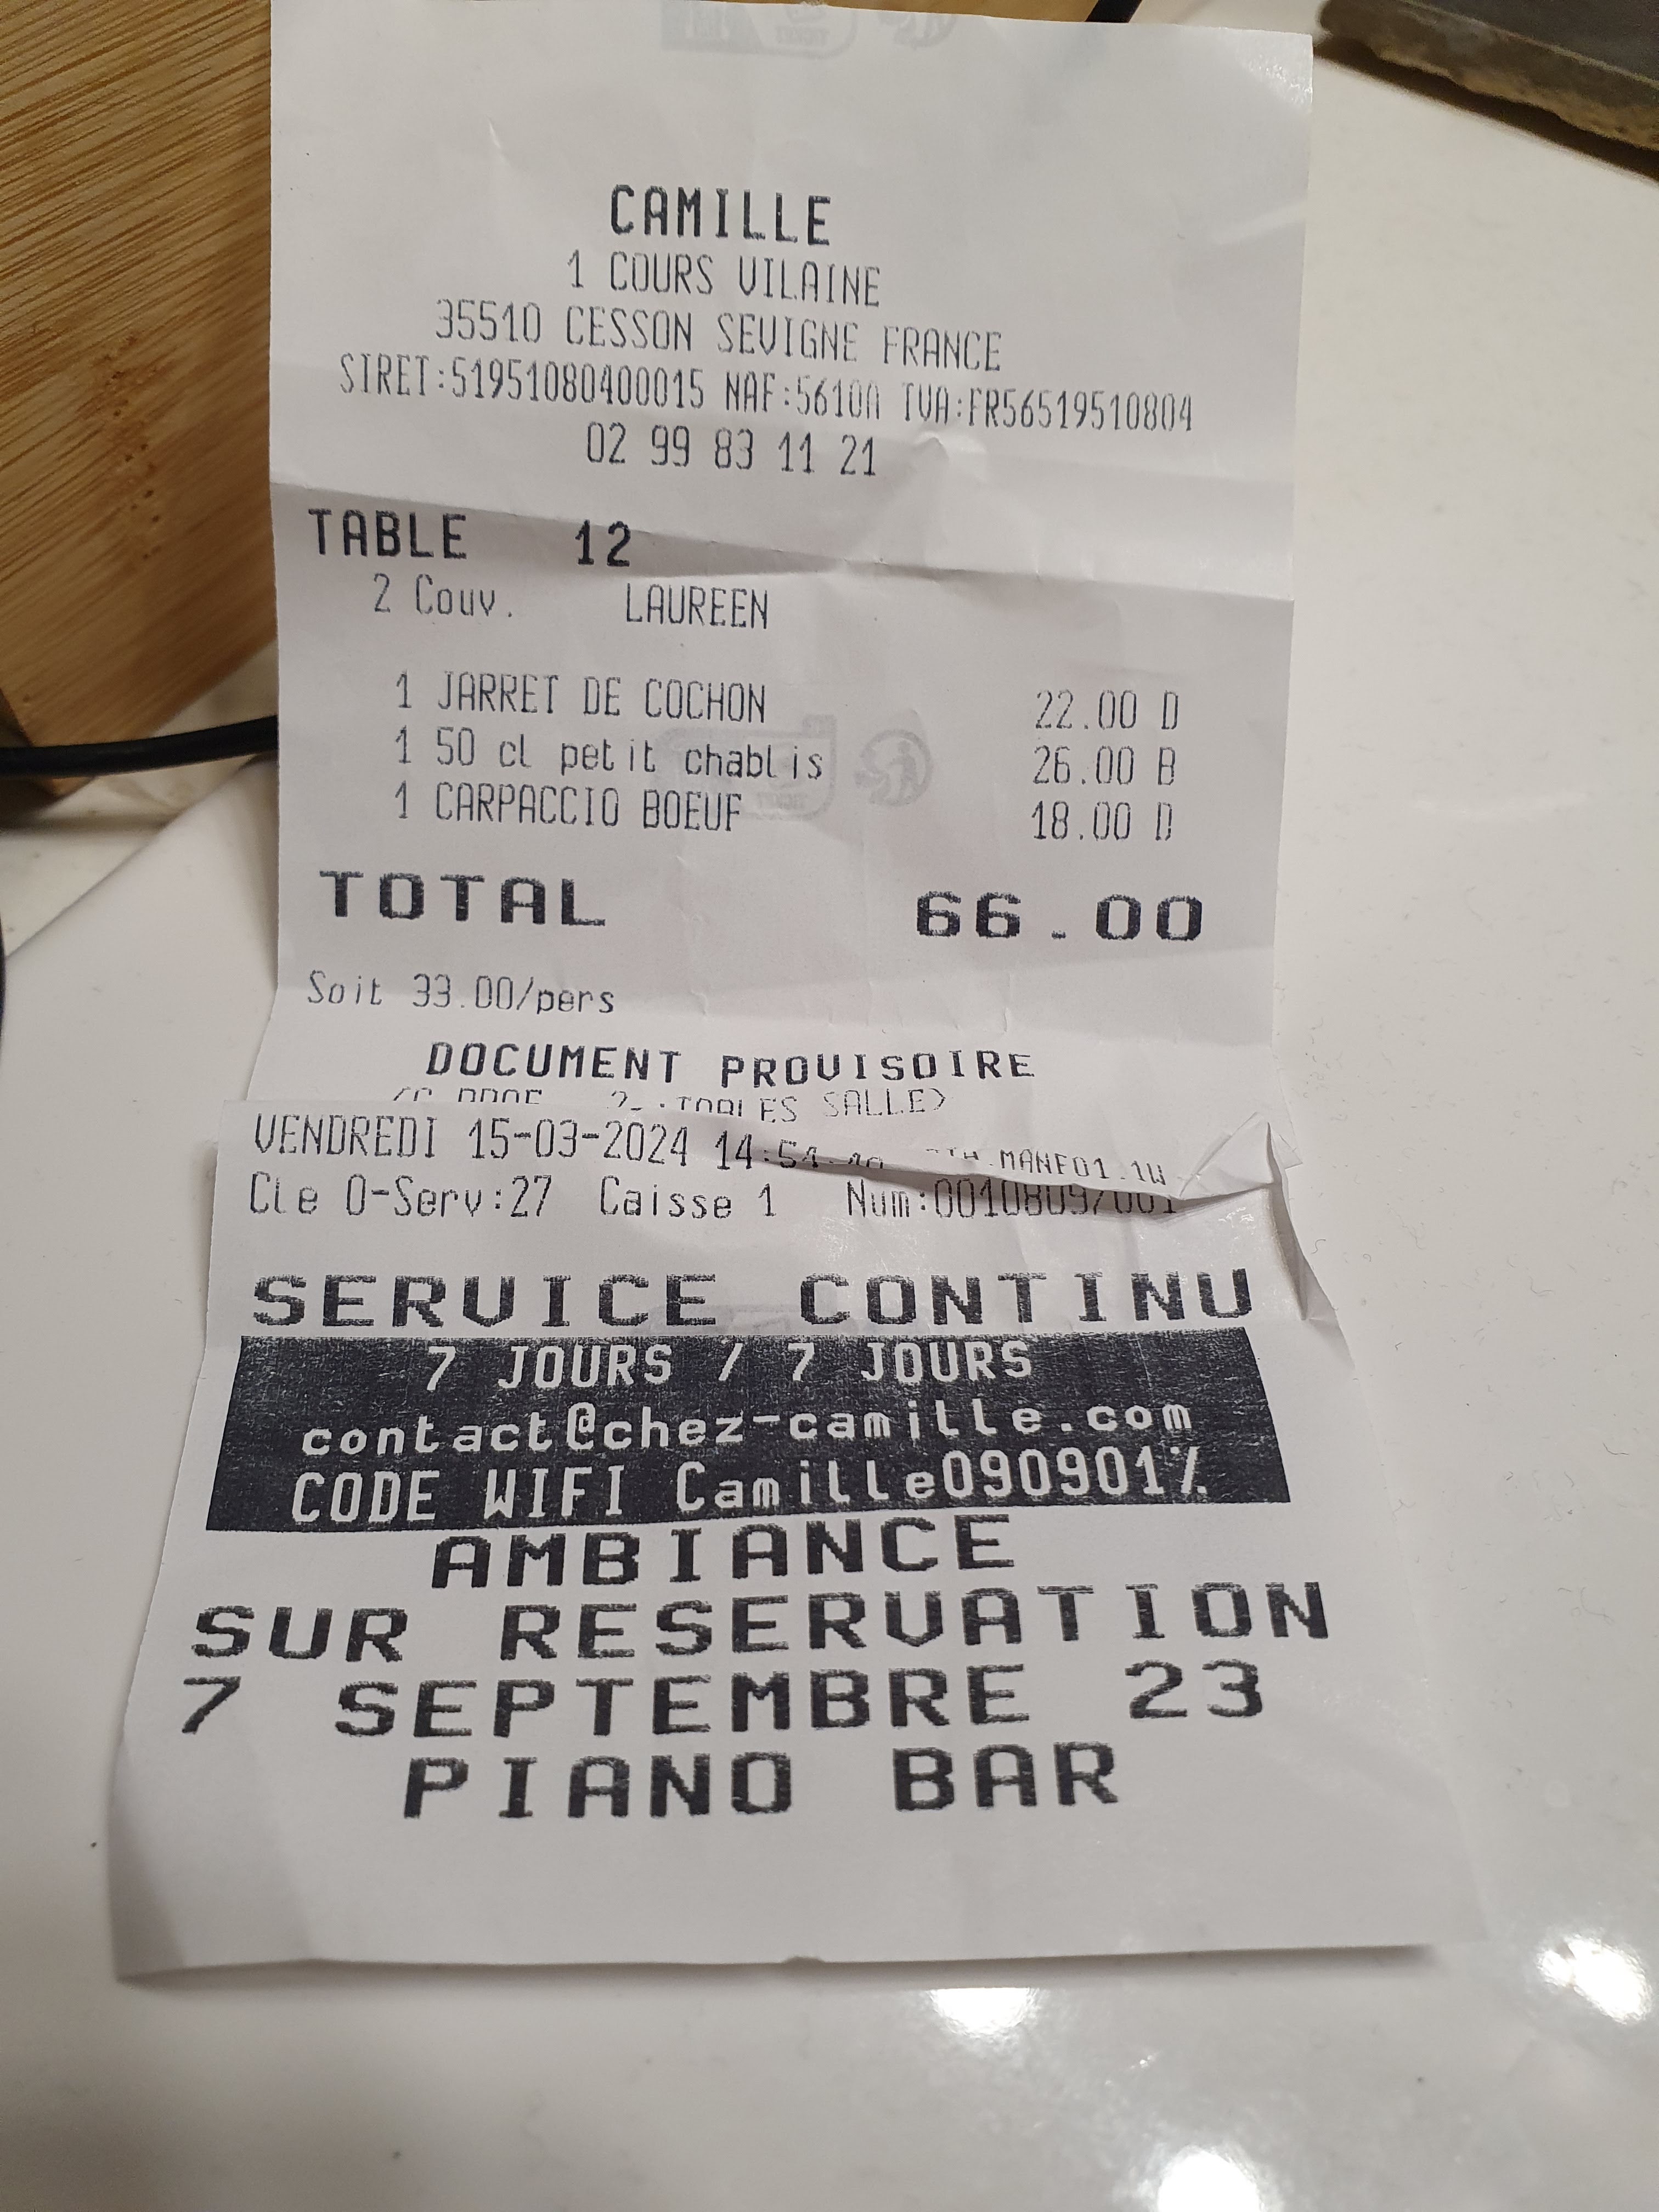 CAMILLE
1 COURS VILAINE
35510 CESSON SEVIGNE FRANCE
SIRET:51951080400015 NAF:5610A TVA:FR56519510804
02 99 83 11 21
TABLE 12
2 Couv. LAUREEN
1 JARRET DE COCHON 22.00 D
1 50 cl petit chablis 26.00 B
1 CARPACCIO BOEUF 18.00 D
TOTAL 66.00
Soit 33.00/pers
DOCUMENT PROVISOIRE
SALLE>
VENDREDI 15-03-2024
Cle 0-Serv:27 Caisse 1 Num:0010809/001
SERVICE CONTINU
7 JOURS / 7 JOURS
contact@chez-camille.com
CODE WIFI Camille090901%
AMBIANCE
SUR RESERVATION
7 SEPTEMBRE 23
PIANO BAR